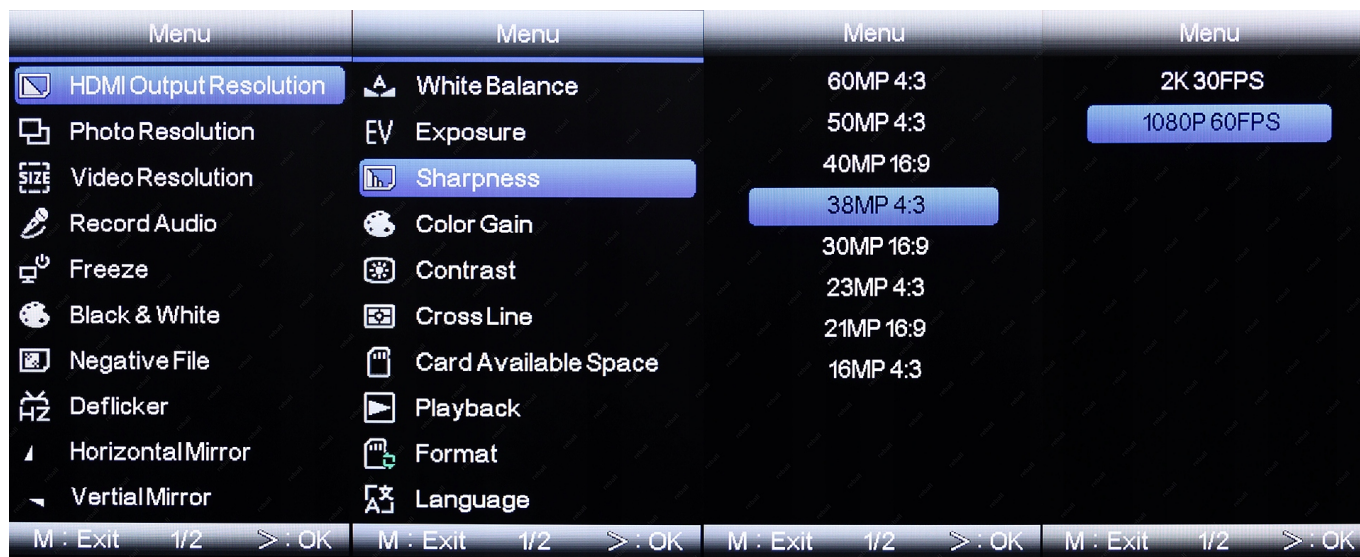 Menu
HDMI Output Resolution
Photo Resolution
SIZE Video Resolution
Record Audio
Freeze
Black & White
Negative File
HZ Deflicker
Horizontal Mirror
Vertial Mirror
M : Exit 1/2 > : OK
Menu
A White Balance
EV Exposure
Sharpness
Color Gain
Contrast
Cross Line
Card Available Space
Playback
Format
A文 Language
M : Exit 1/2 > : OK
Menu
60MP 4:3
50MP 4:3
40MP 16:9
38MP 4:3
30MP 16:9
23MP 4:3
21MP 16:9
16MP 4:3
M : Exit 1/2 > : OK
Menu
2K 30FPS
1080P 60FPS
M : Exit 1/2 > : OK